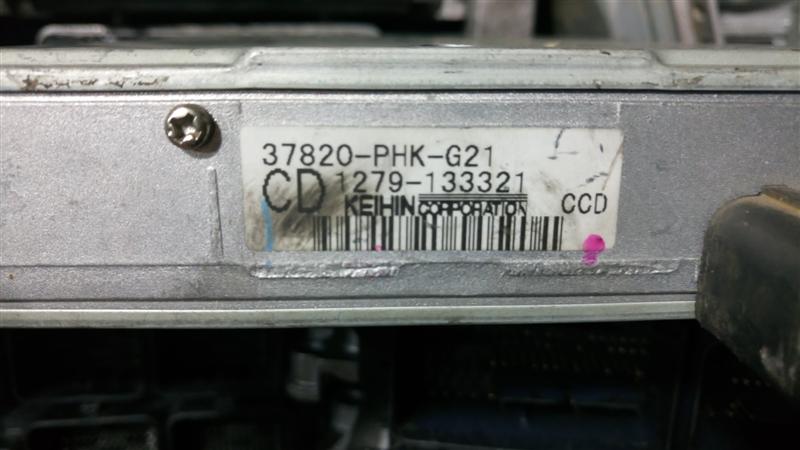 37820-PHK-G21
CD 1279-133321
KEIHIN CORPORATION CCD